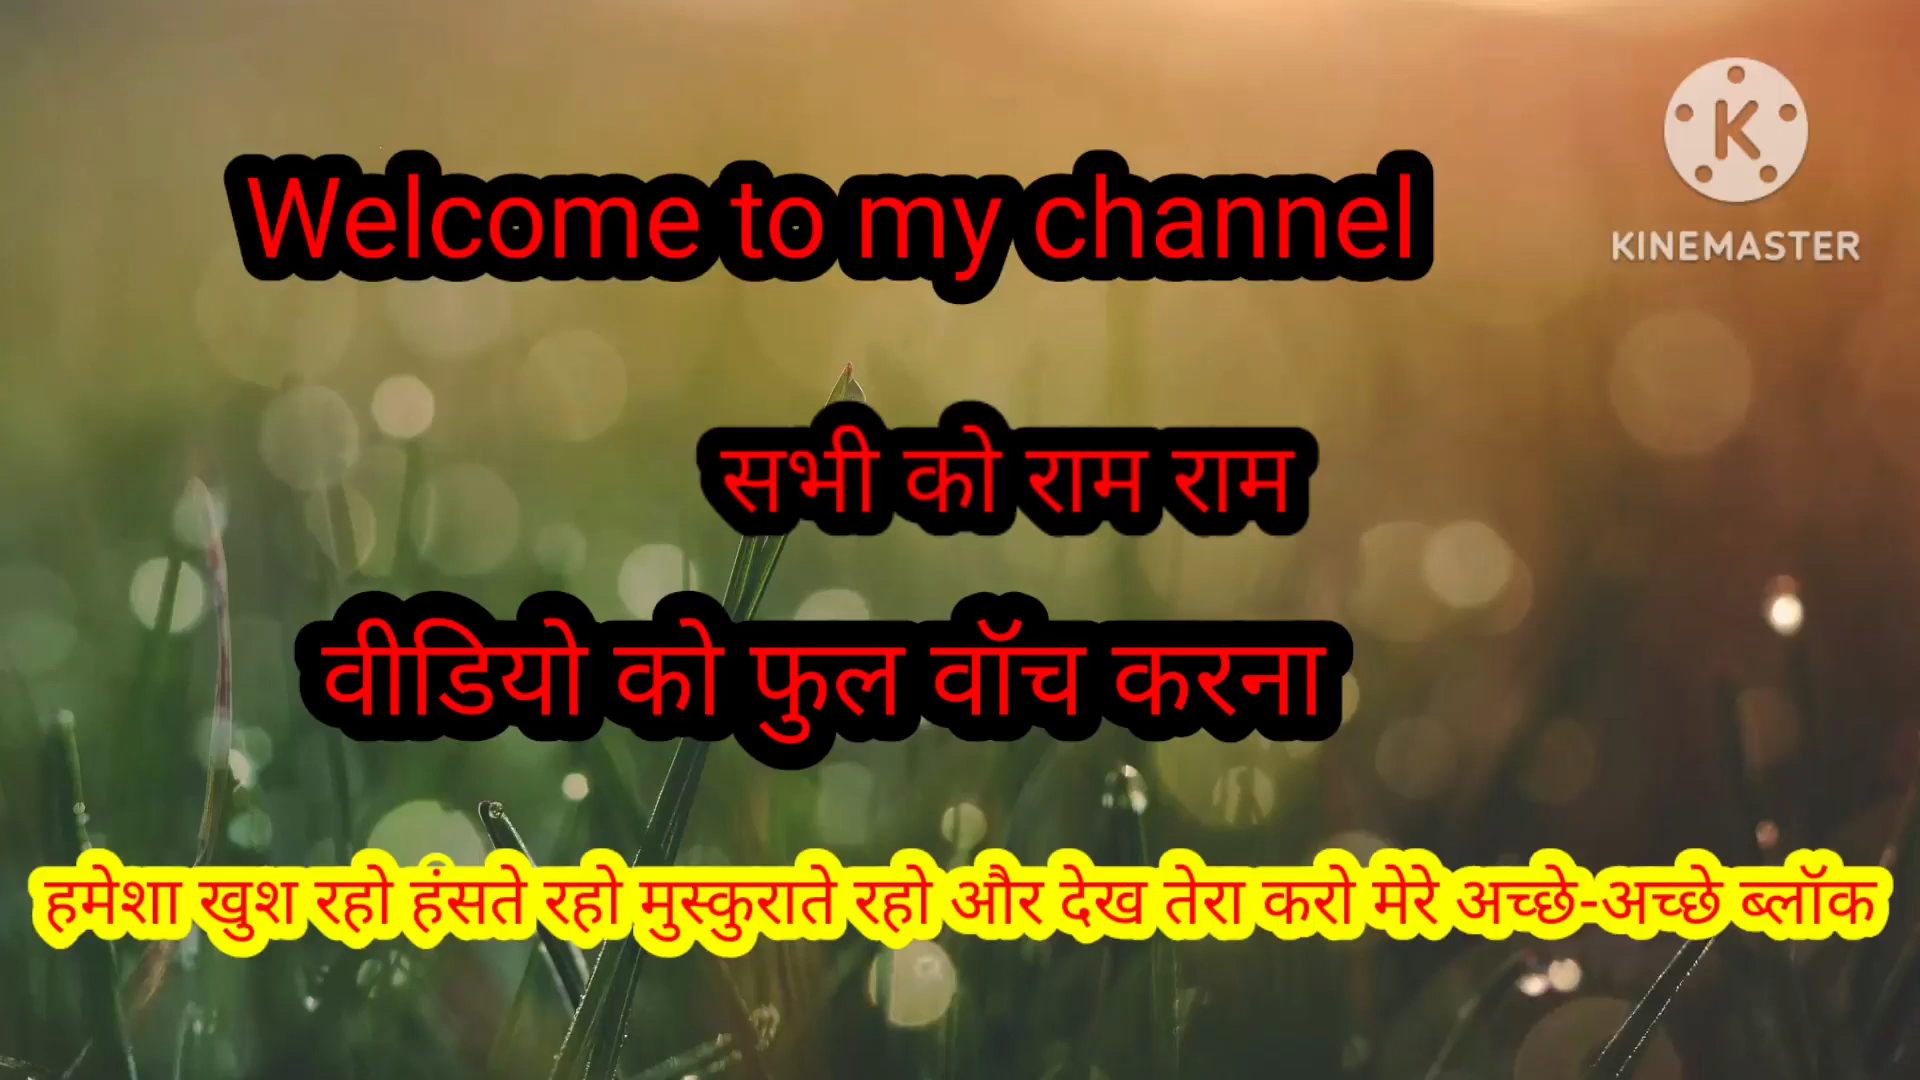 Welcome to my channel
K
KINEMASTER
सभी को राम राम
वीडियो को फुल वॉच करना
हमेशा खुश रहो हंसते रहो मुस्कुराते रहो और देख तेरा करो मेरे अच्छे-अच्छे ब्लॉक